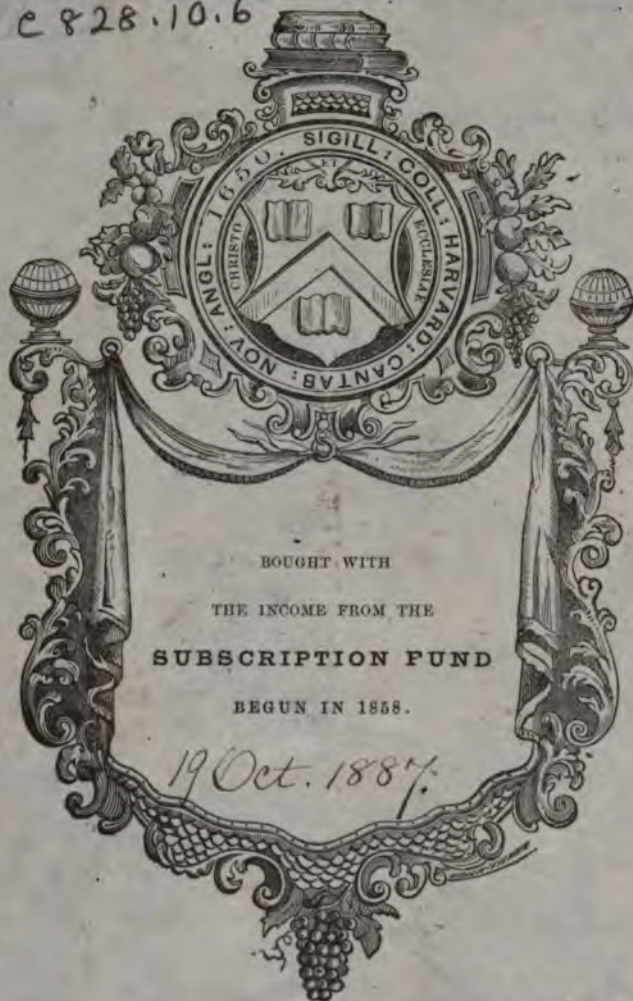 C 828.10.6
SIGILL: COLL: HARVARD: CANTAB: NOV: ANGL: 1650.
ET
CHRISTO
ECCLESIAE
BOUGHT WITH
THE INCOME FROM THE
SUBSCRIPTION FUND
BEGUN IN 1858.
19 Oct. 1887.